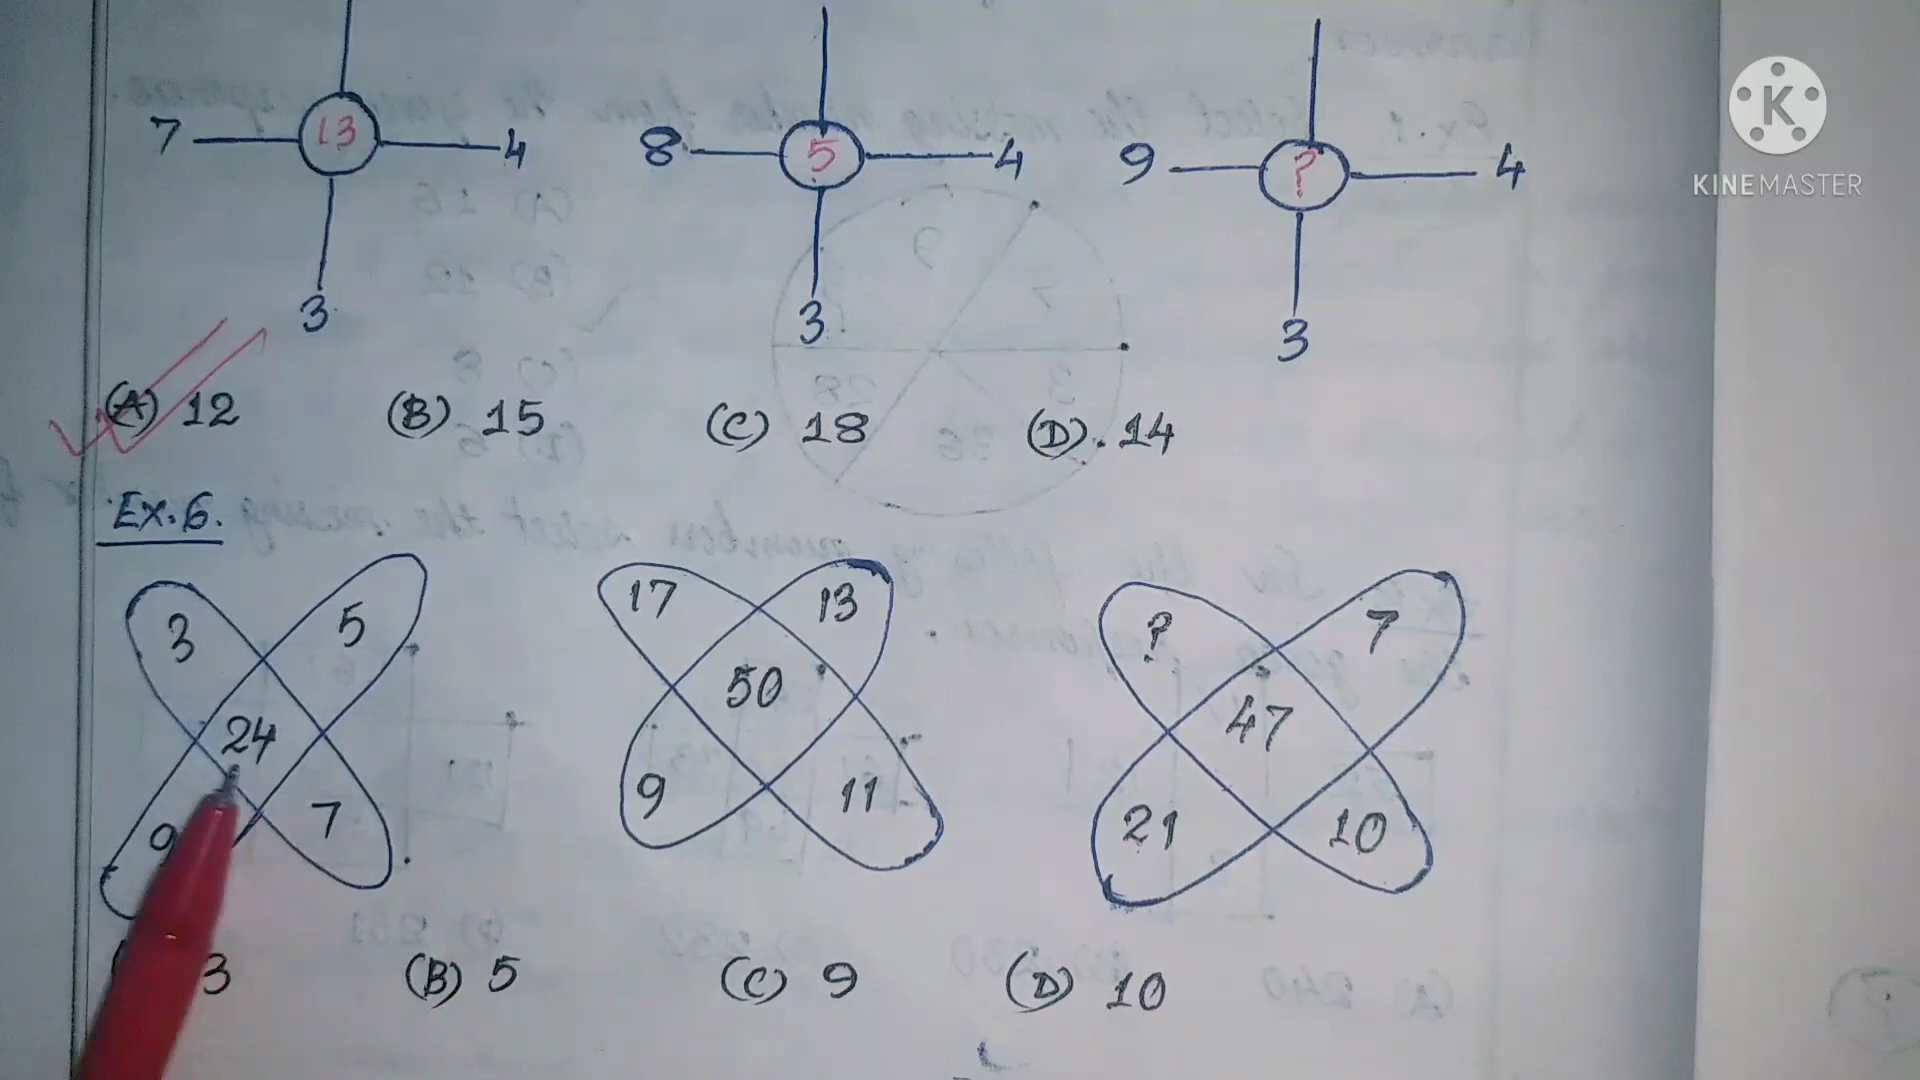 KINEMASTER
7 13 4 8 5 4 9 ? 4
3 3 3
(A) 12 (B) 15 (C) 18 (D). 14
Ex.6.
3 5 17 13 ? 7
24 50 47
9 7 9 11 21 10
3 (B) 5 (C) 9 (D) 10